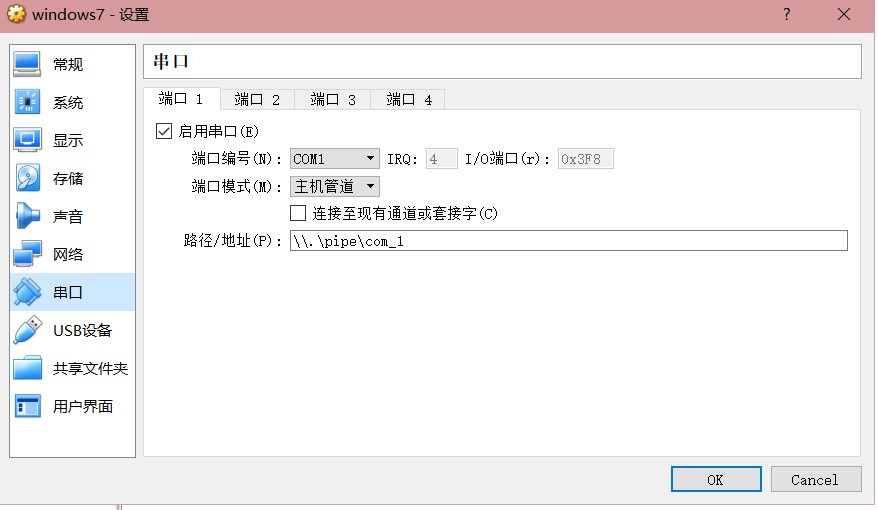 windows7 - 设置
?
常规
系统
显示
存储
声音
网络
串口
USB设备
共享文件夹
用户界面
串口
端口 1 端口 2 端口 3 端口 4
启用串口(E)
端口编号(N): COM1 IRQ: 4 I/O端口(r): 0x3F8
端口模式(M): 主机管道
连接至现有通道或套接字(C)
路径/地址(P): \\.\pipe\com_1
OK Cancel